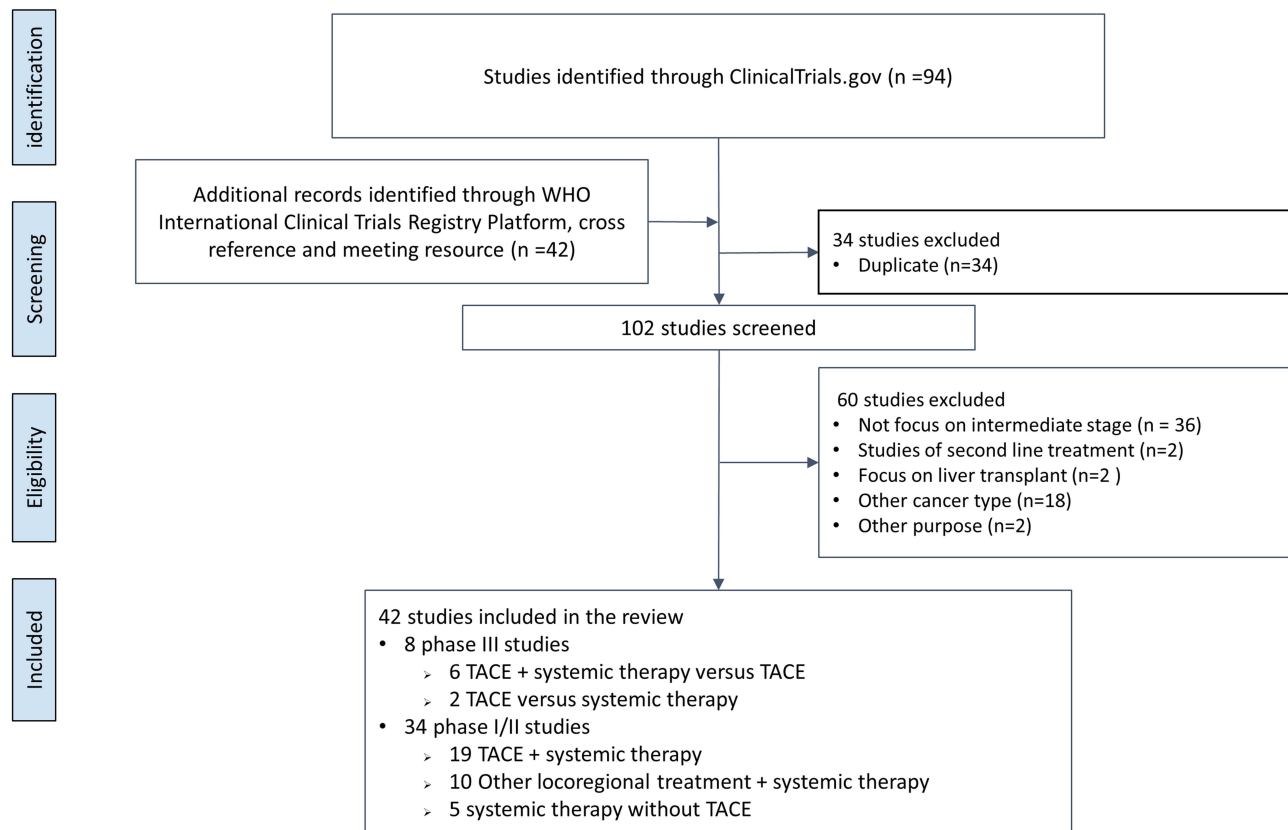 identification
Studies identified through ClinicalTrials.gov (n =94)
Additional records identified through WHO
International Clinical Trials Registry Platform, cross
reference and meeting resource (n =42)
Screening
34 studies excluded
• Duplicate (n=34)
102 studies screened
Eligibility
60 studies excluded
• Not focus on intermediate stage (n = 36)
• Studies of second line treatment (n=2)
• Focus on liver transplant (n=2 )
• Other cancer type (n=18)
• Other purpose (n=2)
Included
42 studies included in the review
• 8 phase III studies
➢ 6 TACE + systemic therapy versus TACE
➢ 2 TACE versus systemic therapy
• 34 phase I/II studies
➢ 19 TACE + systemic therapy
➢ 10 Other locoregional treatment + systemic therapy
➢ 5 systemic therapy without TACE